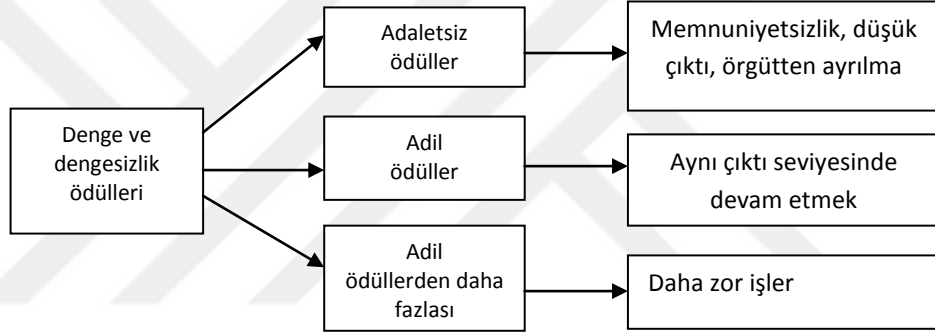 Denge ve
dengesizlik
ödülleri
Adaletsiz
ödüller
Memnuniyetsizlik, düşük
çıktı, örgütten ayrılma
Adil
ödüller
Aynı çıktı seviyesinde
devam etmek
Adil
ödüllerden daha
fazlası
Daha zor işler